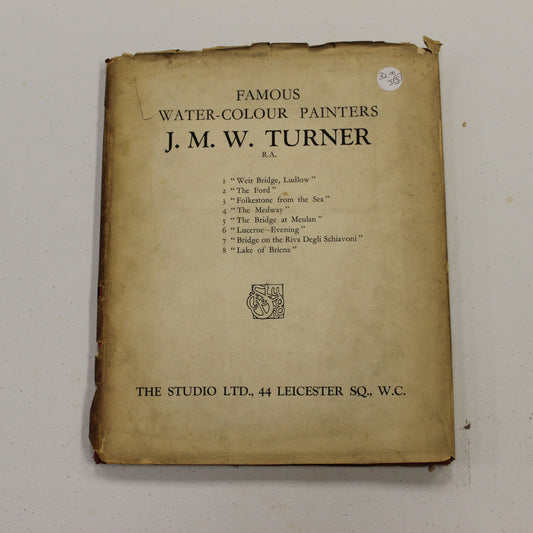 32.00
FAMOUS
WATER-COLOUR PAINTERS
J. M. W. TURNER
R.A.
1 "Weir Bridge, Ludlow"
2 "The Ford"
3 "Folkestone from the Sea"
4 "The Medway"
5 "The Bridge at Meulan"
6 "Lucerne—Evening"
7 "Bridge on the Riva Degli Schiavoni"
8 "Lake of Brienz"
THE STUDIO LTD., 44 LEICESTER SQ., W.C.